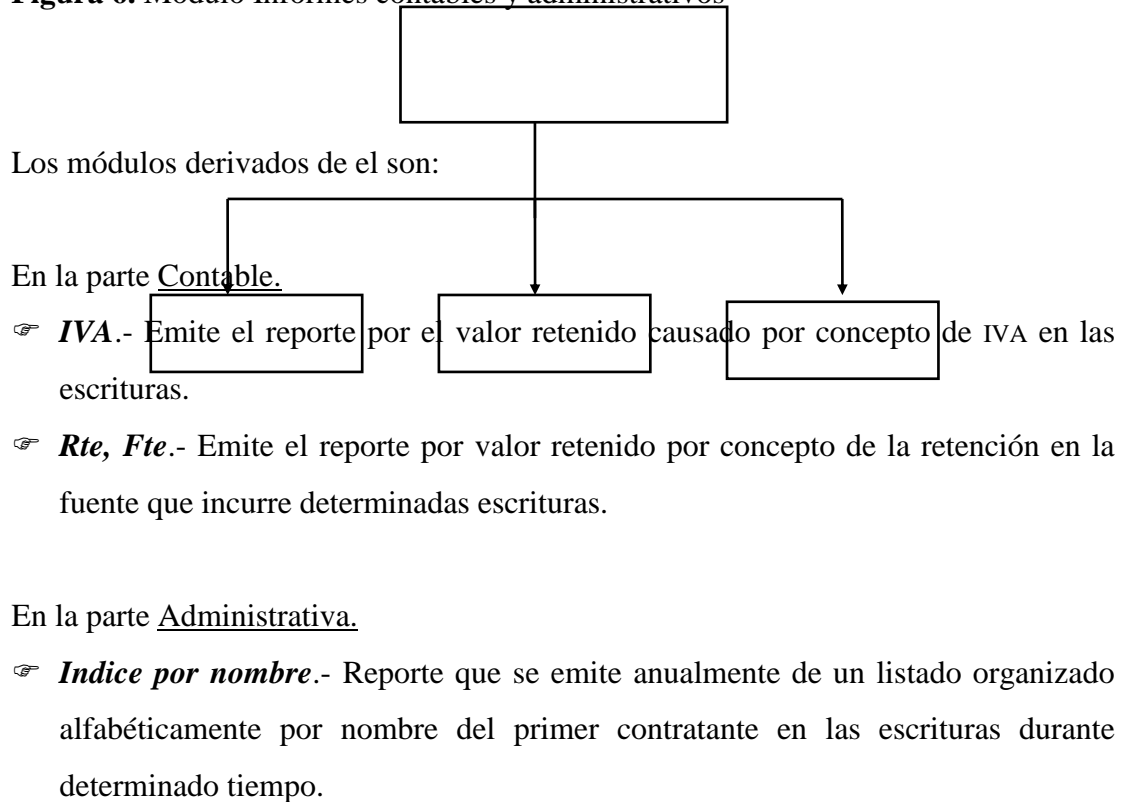 Figura 6. Módulo Informes contables y administrativos
Los módulos derivados de el son:
En la parte Contable.
☞ IVA.- Emite el reporte por el valor retenido causado por concepto de IVA en las
escrituras.
☞ Rte, Fte.- Emite el reporte por valor retenido por concepto de la retención en la
fuente que incurre determinadas escrituras.
En la parte Administrativa.
☞ Indice por nombre.- Reporte que se emite anualmente de un listado organizado
alfabéticamente por nombre del primer contratante en las escrituras durante
determinado tiempo.